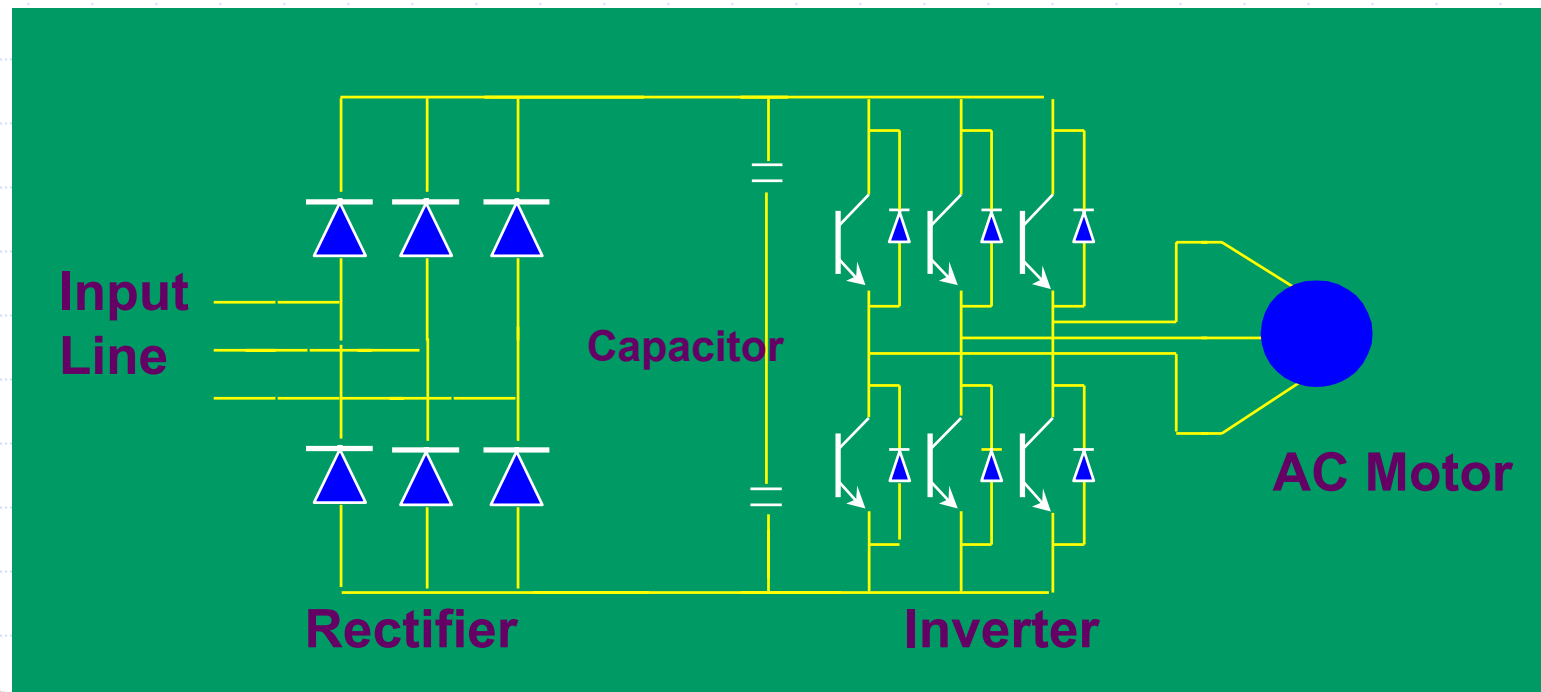 Input
Line
Capacitor
AC Motor
Rectifier
Inverter